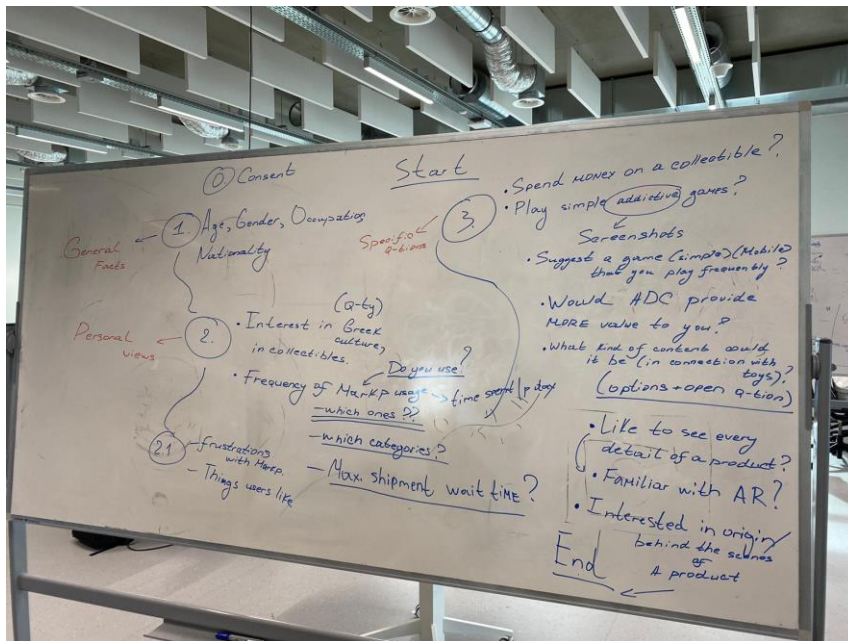 0 Consent
Start
1. Age, Gender, Occupation,
Nationality
General
Facts
2. • Interest in Greek
(Q-ty)
culture,
in collectibles.
Personal
views
Do you use?
• Frequency of MarkP usage → time spent | p day
- which ones??
- which categories?
- Max. shipment wait time?
2.1 - frustrations
with Markp.
- Things users like
3.
Specific
Q-tions
• Spend money on a collectible?
• Play simple addictive games?
Screenshots
• Suggest a game (simple) (Mobile)
that you play frequently?
• Would ADC provide
MORE value to you?
• What kind of content could
it be (in connection with
toys)?
(options + open Q-tion)
• Like to see every
detail of a product?
• Familiar with AR?
• Interested in origin/
behind the scenes
of
A product
End